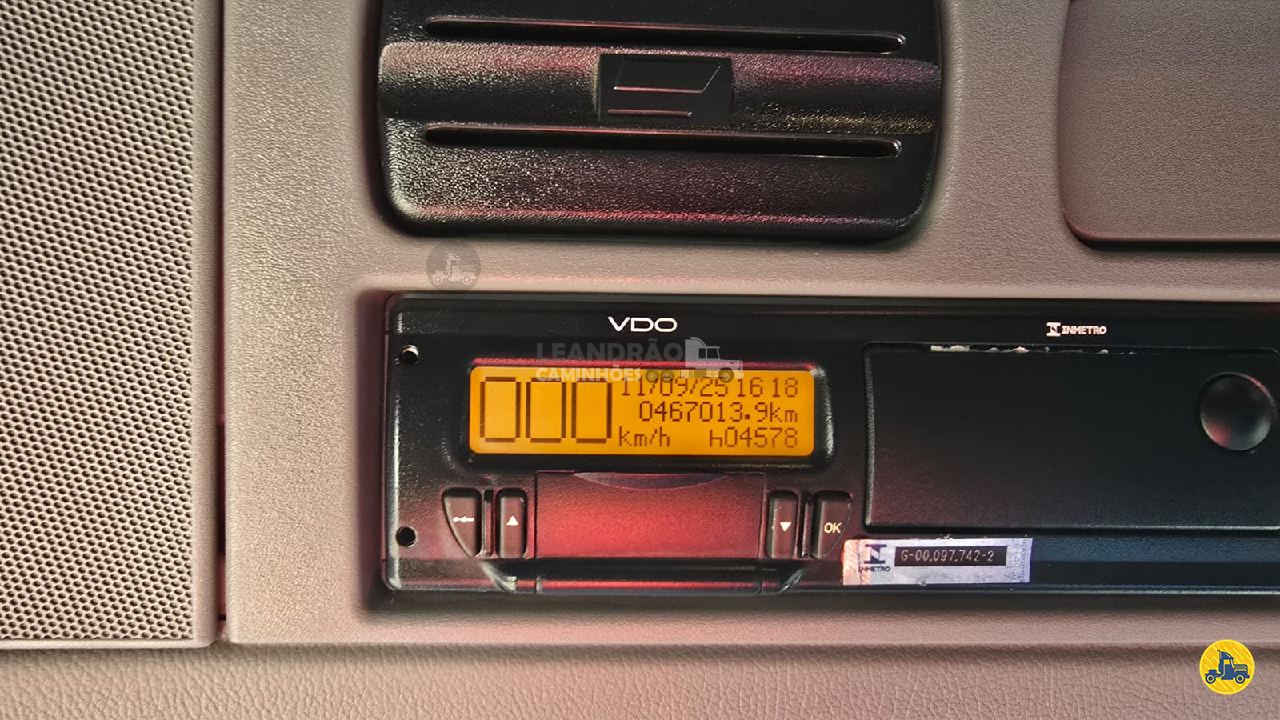 VDO
INMETRO
LEANDRÃO
CAMINHÕES
11/09/25 16 18
000
0467013.9km
km/h h04578
OK
INMETRO
G-00.097.742-2